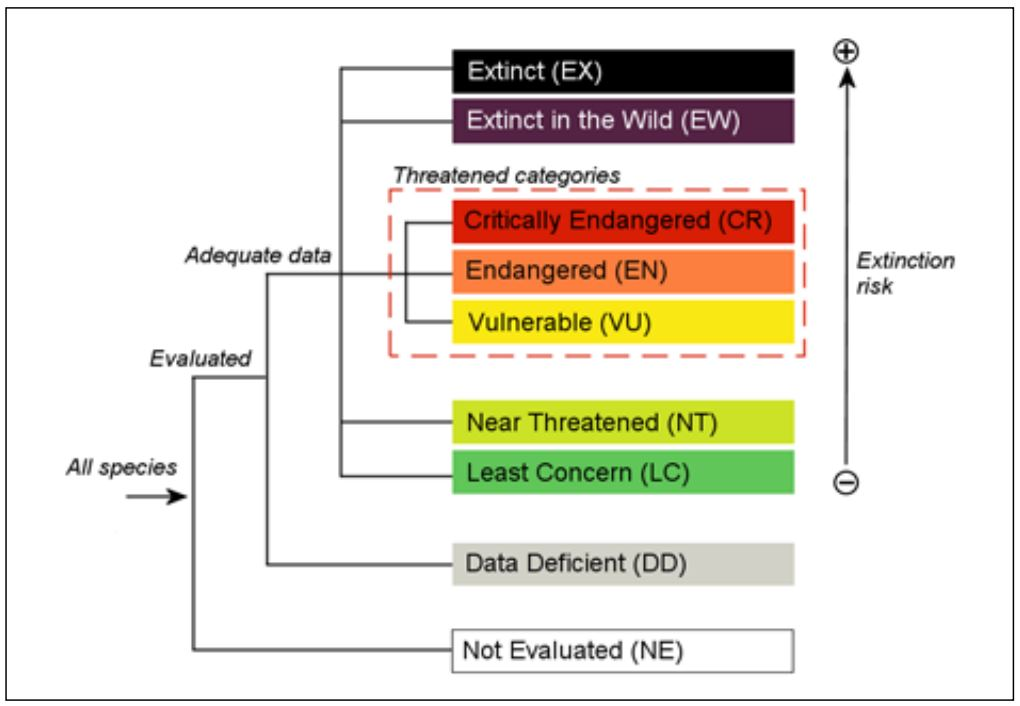 Extinct (EX)
Extinct in the Wild (EW)
Threatened categories
Critically Endangered (CR)
Adequate data
Endangered (EN)
Extinction
risk
Vulnerable (VU)
Evaluated
Near Threatened (NT)
All species
Least Concern (LC)
Data Deficient (DD)
Not Evaluated (NE)